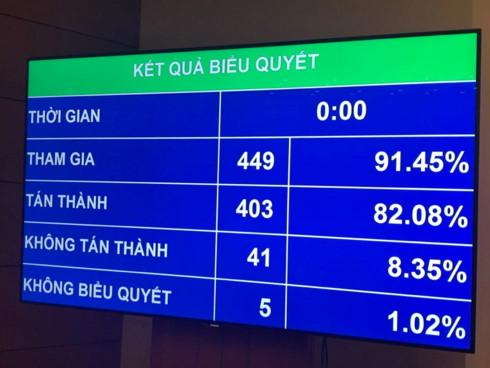 KẾT QUẢ BIỂU QUYẾT
THỜI GIAN 0:00
THAM GIA 449 91.45%
TÁN THÀNH 403 82.08%
KHÔNG TÁN THÀNH 41 8.35%
KHÔNG BIỂU QUYẾT 5 1.02%